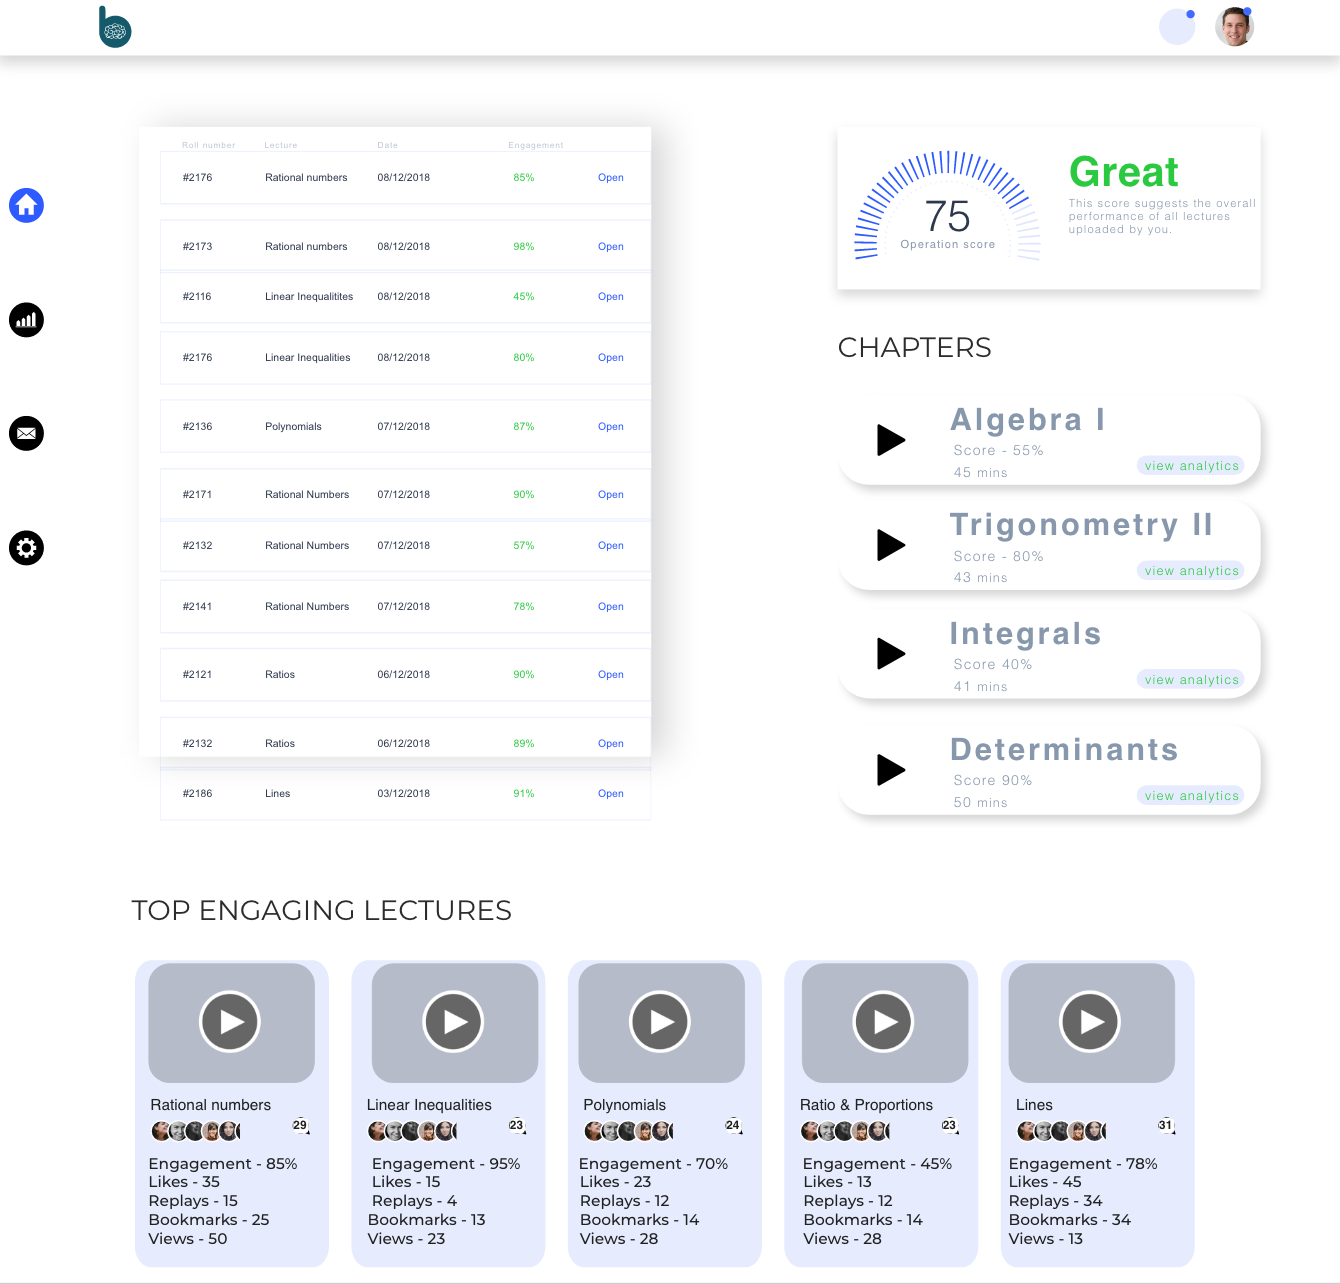 Roll number Lecture Date Engagement
#2176 Rational numbers 08/12/2018 85% Open
#2173 Rational numbers 08/12/2018 98% Open
#2116 Linear Inequalitites 08/12/2018 45% Open
#2176 Linear Inequalities 08/12/2018 80% Open
#2136 Polynomials 07/12/2018 87% Open
#2171 Rational Numbers 07/12/2018 90% Open
#2132 Rational Numbers 07/12/2018 57% Open
#2141 Rational Numbers 07/12/2018 78% Open
#2121 Ratios 06/12/2018 90% Open
#2132 Ratios 06/12/2018 89% Open
#2186 Lines 03/12/2018 91% Open
75
Operation score
Great
This score suggests the overall
performance of all lectures
uploaded by you.
CHAPTERS
Algebra I
Score - 55%
45 mins
view analytics
Trigonometry II
Score - 80%
43 mins
view analytics
Integrals
Score 40%
41 mins
view analytics
Determinants
Score 90%
50 mins
view analytics
TOP ENGAGING LECTURES
Rational numbers
29
Engagement - 85%
Likes - 35
Replays - 15
Bookmarks - 25
Views - 50
Linear Inequalities
23
Engagement - 95%
Likes - 15
Replays - 4
Bookmarks - 13
Views - 23
Polynomials
24
Engagement - 70%
Likes - 23
Replays - 12
Bookmarks - 14
Views - 28
Ratio & Proportions
23
Engagement - 45%
Likes - 13
Replays - 12
Bookmarks - 14
Views - 28
Lines
31
Engagement - 78%
Likes - 45
Replays - 34
Bookmarks - 34
Views - 13